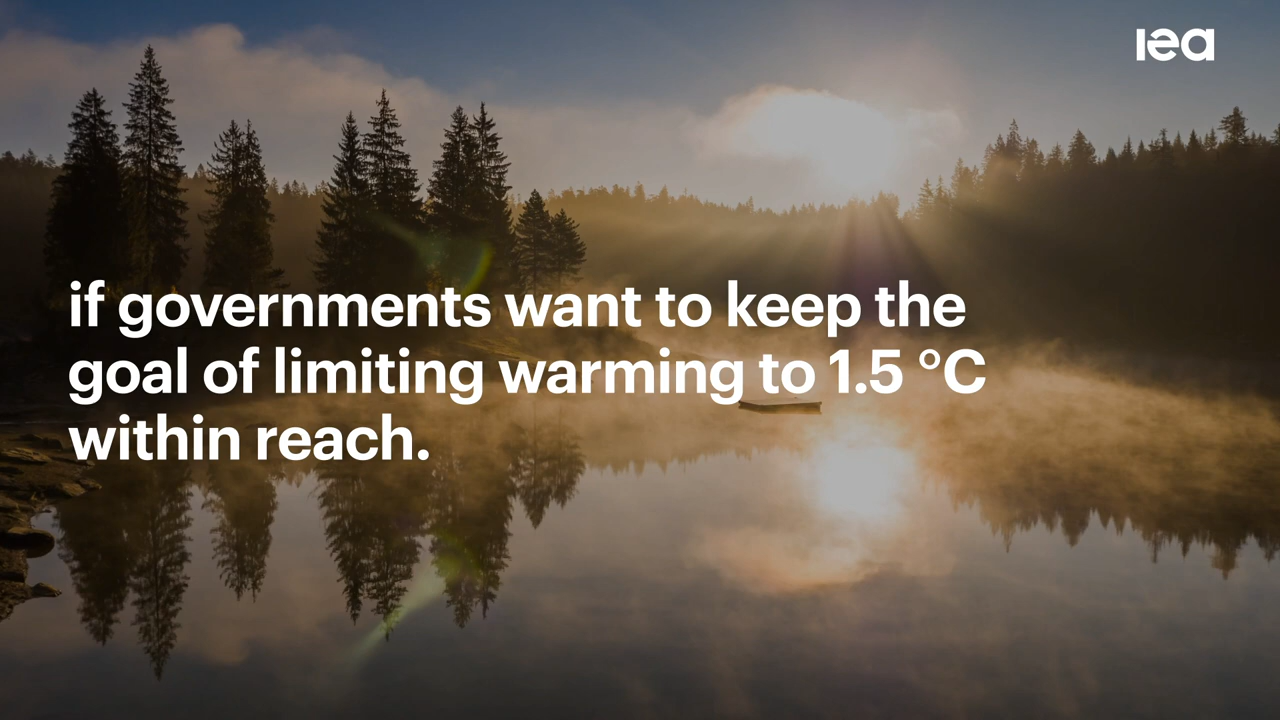 iea
if governments want to keep the
goal of limiting warming to 1.5 °C
within reach.